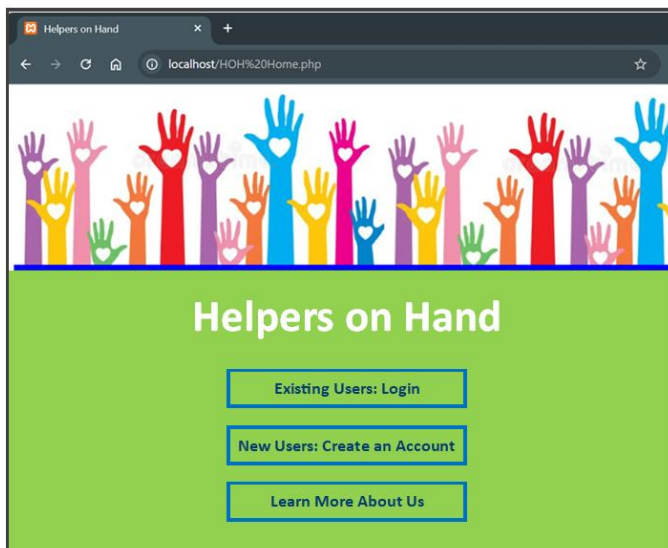 Helpers on Hand
localhost/HOH%20Home.php
Helpers on Hand
Existing Users: Login
New Users: Create an Account
Learn More About Us